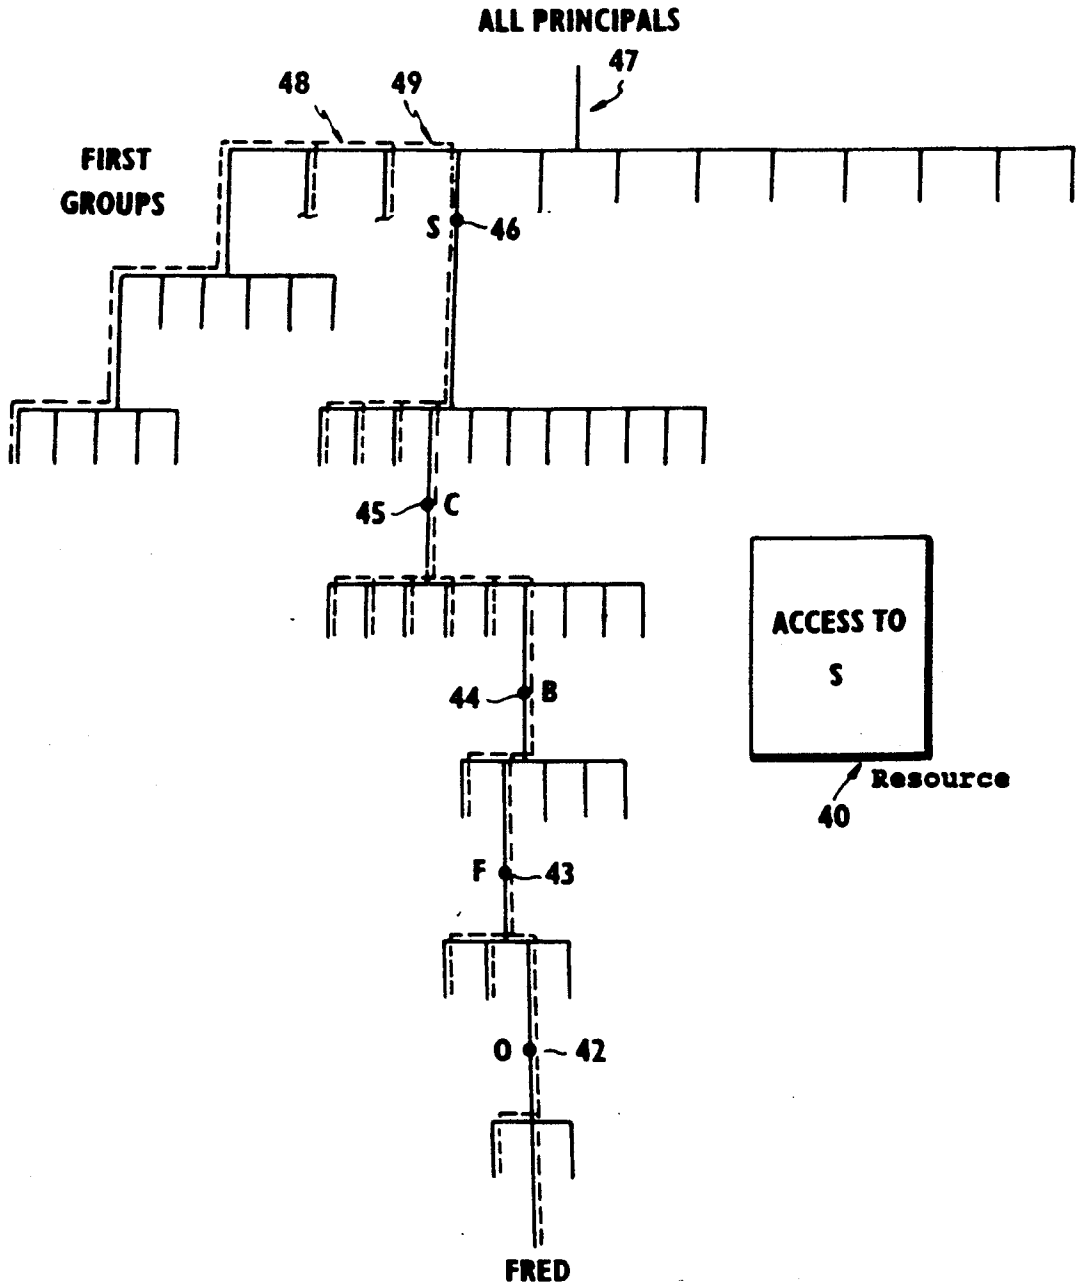 ALL PRINCIPALS
47
48
49
FIRST
GROUPS
S
46
45
C
ACCESS TO
S
44
B
Resource
40
F
43
O
42
FRED